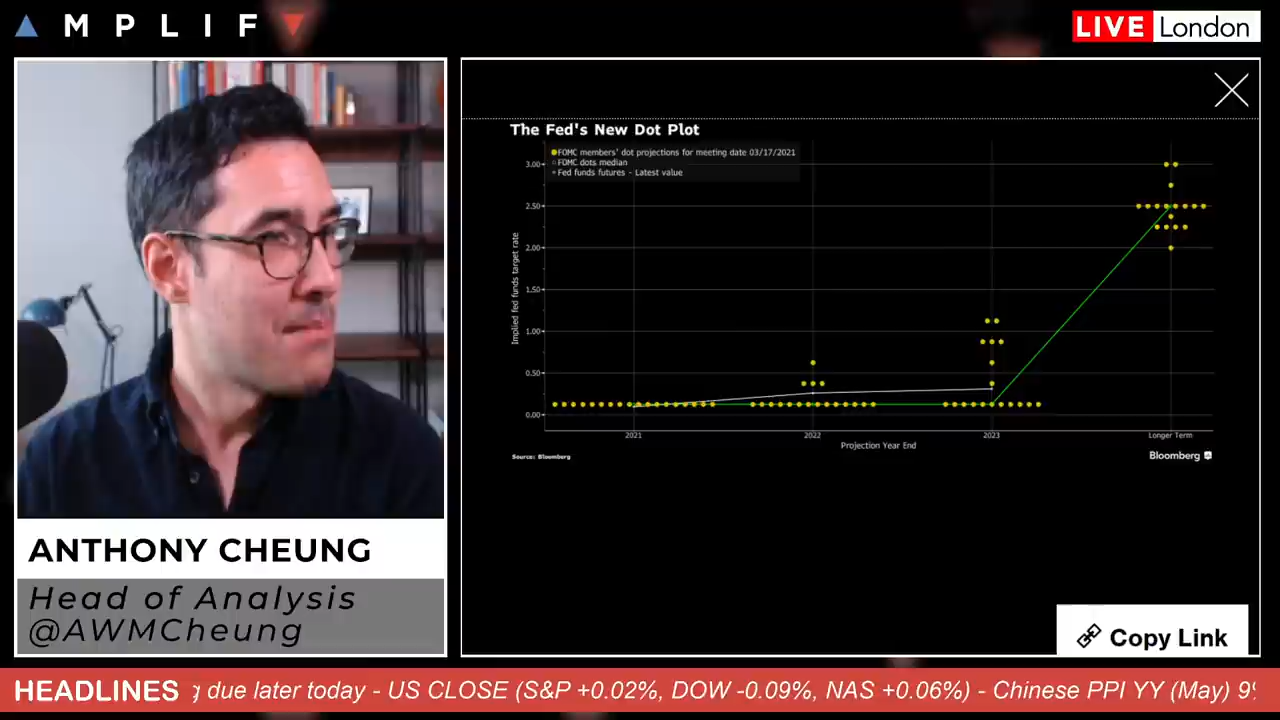 AMPLIFY
LIVE London
The Fed's New Dot Plot
FOMC members' dot projections for meeting date 03/17/2021
FOMC dots median
Fed funds futures - Latest value
Implied fed funds target rate
3.00
2.50
2.00
1.50
1.00
0.50
0.00
2021 2022 2023 Longer Term
Projection Year End
Source: Bloomberg
Bloomberg
ANTHONY CHEUNG
Head of Analysis
@AWMCheung
Copy Link
HEADLINES g due later today - US CLOSE (S&P +0.02%, DOW -0.09%, NAS +0.06%) - Chinese PPI YY (May) 9